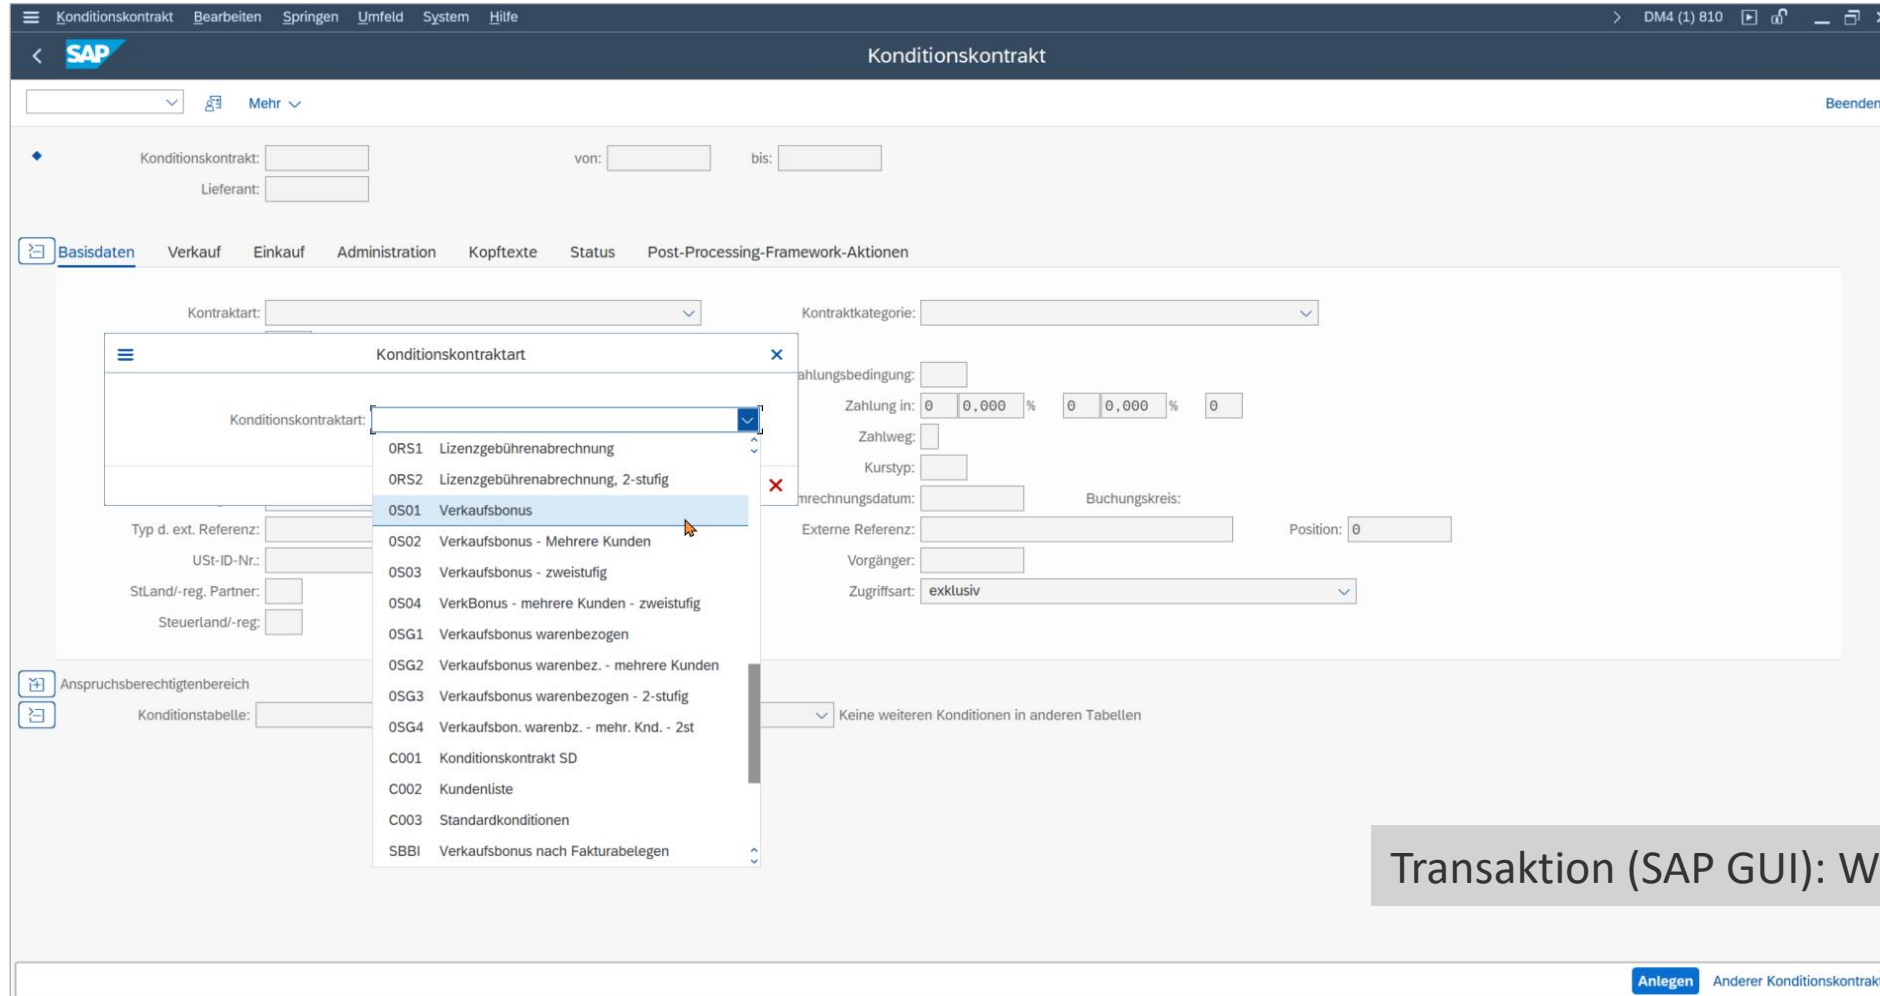 Konditionskontrakt Bearbeiten Springen Umfeld System Hilfe DM4 (1) 810
SAP Konditionskontrakt
Mehr Beenden
Konditionskontrakt: von: bis:
Lieferant:
Basisdaten Verkauf Einkauf Administration Kopftexte Status Post-Processing-Framework-Aktionen
Kontraktart: Kontraktkategorie:
Konditionskontraktart
ahlungsbedingung:
Konditionskontraktart: Zahlung in: 0 0,000 % 0 0,000 % 0
Zahlweg:
0RS1 Lizenzgebührenabrechnung
0RS2 Lizenzgebührenabrechnung, 2-stufig Kurstyp:
0S01 Verkaufsbonus mrechnungsdatum: Buchungskreis:
Typ d. ext. Referenz: Externe Referenz: Position: 0
0S02 Verkaufsbonus - Mehrere Kunden
USt-ID-Nr.: Vorgänger:
0S03 Verkaufsbonus - zweistufig
StLand/-reg. Partner: Zugriffsart: exklusiv
0S04 VerkBonus - mehrere Kunden - zweistufig
Steuerland/-reg:
0SG1 Verkaufsbonus warenbezogen
0SG2 Verkaufsbonus warenbez. - mehrere Kunden
Anspruchsberechtigtenbereich
0SG3 Verkaufsbonus warenbezogen - 2-stufig
Konditionstabelle: Keine weiteren Konditionen in anderen Tabellen
0SG4 Verkaufsbon. warenbz. - mehr. Knd. - 2st
C001 Konditionskontrakt SD
C002 Kundenliste
C003 Standardkonditionen
SBBI Verkaufsbonus nach Fakturabelegen
Transaktion (SAP GUI): W
Anlegen Anderer Konditionskontrakt